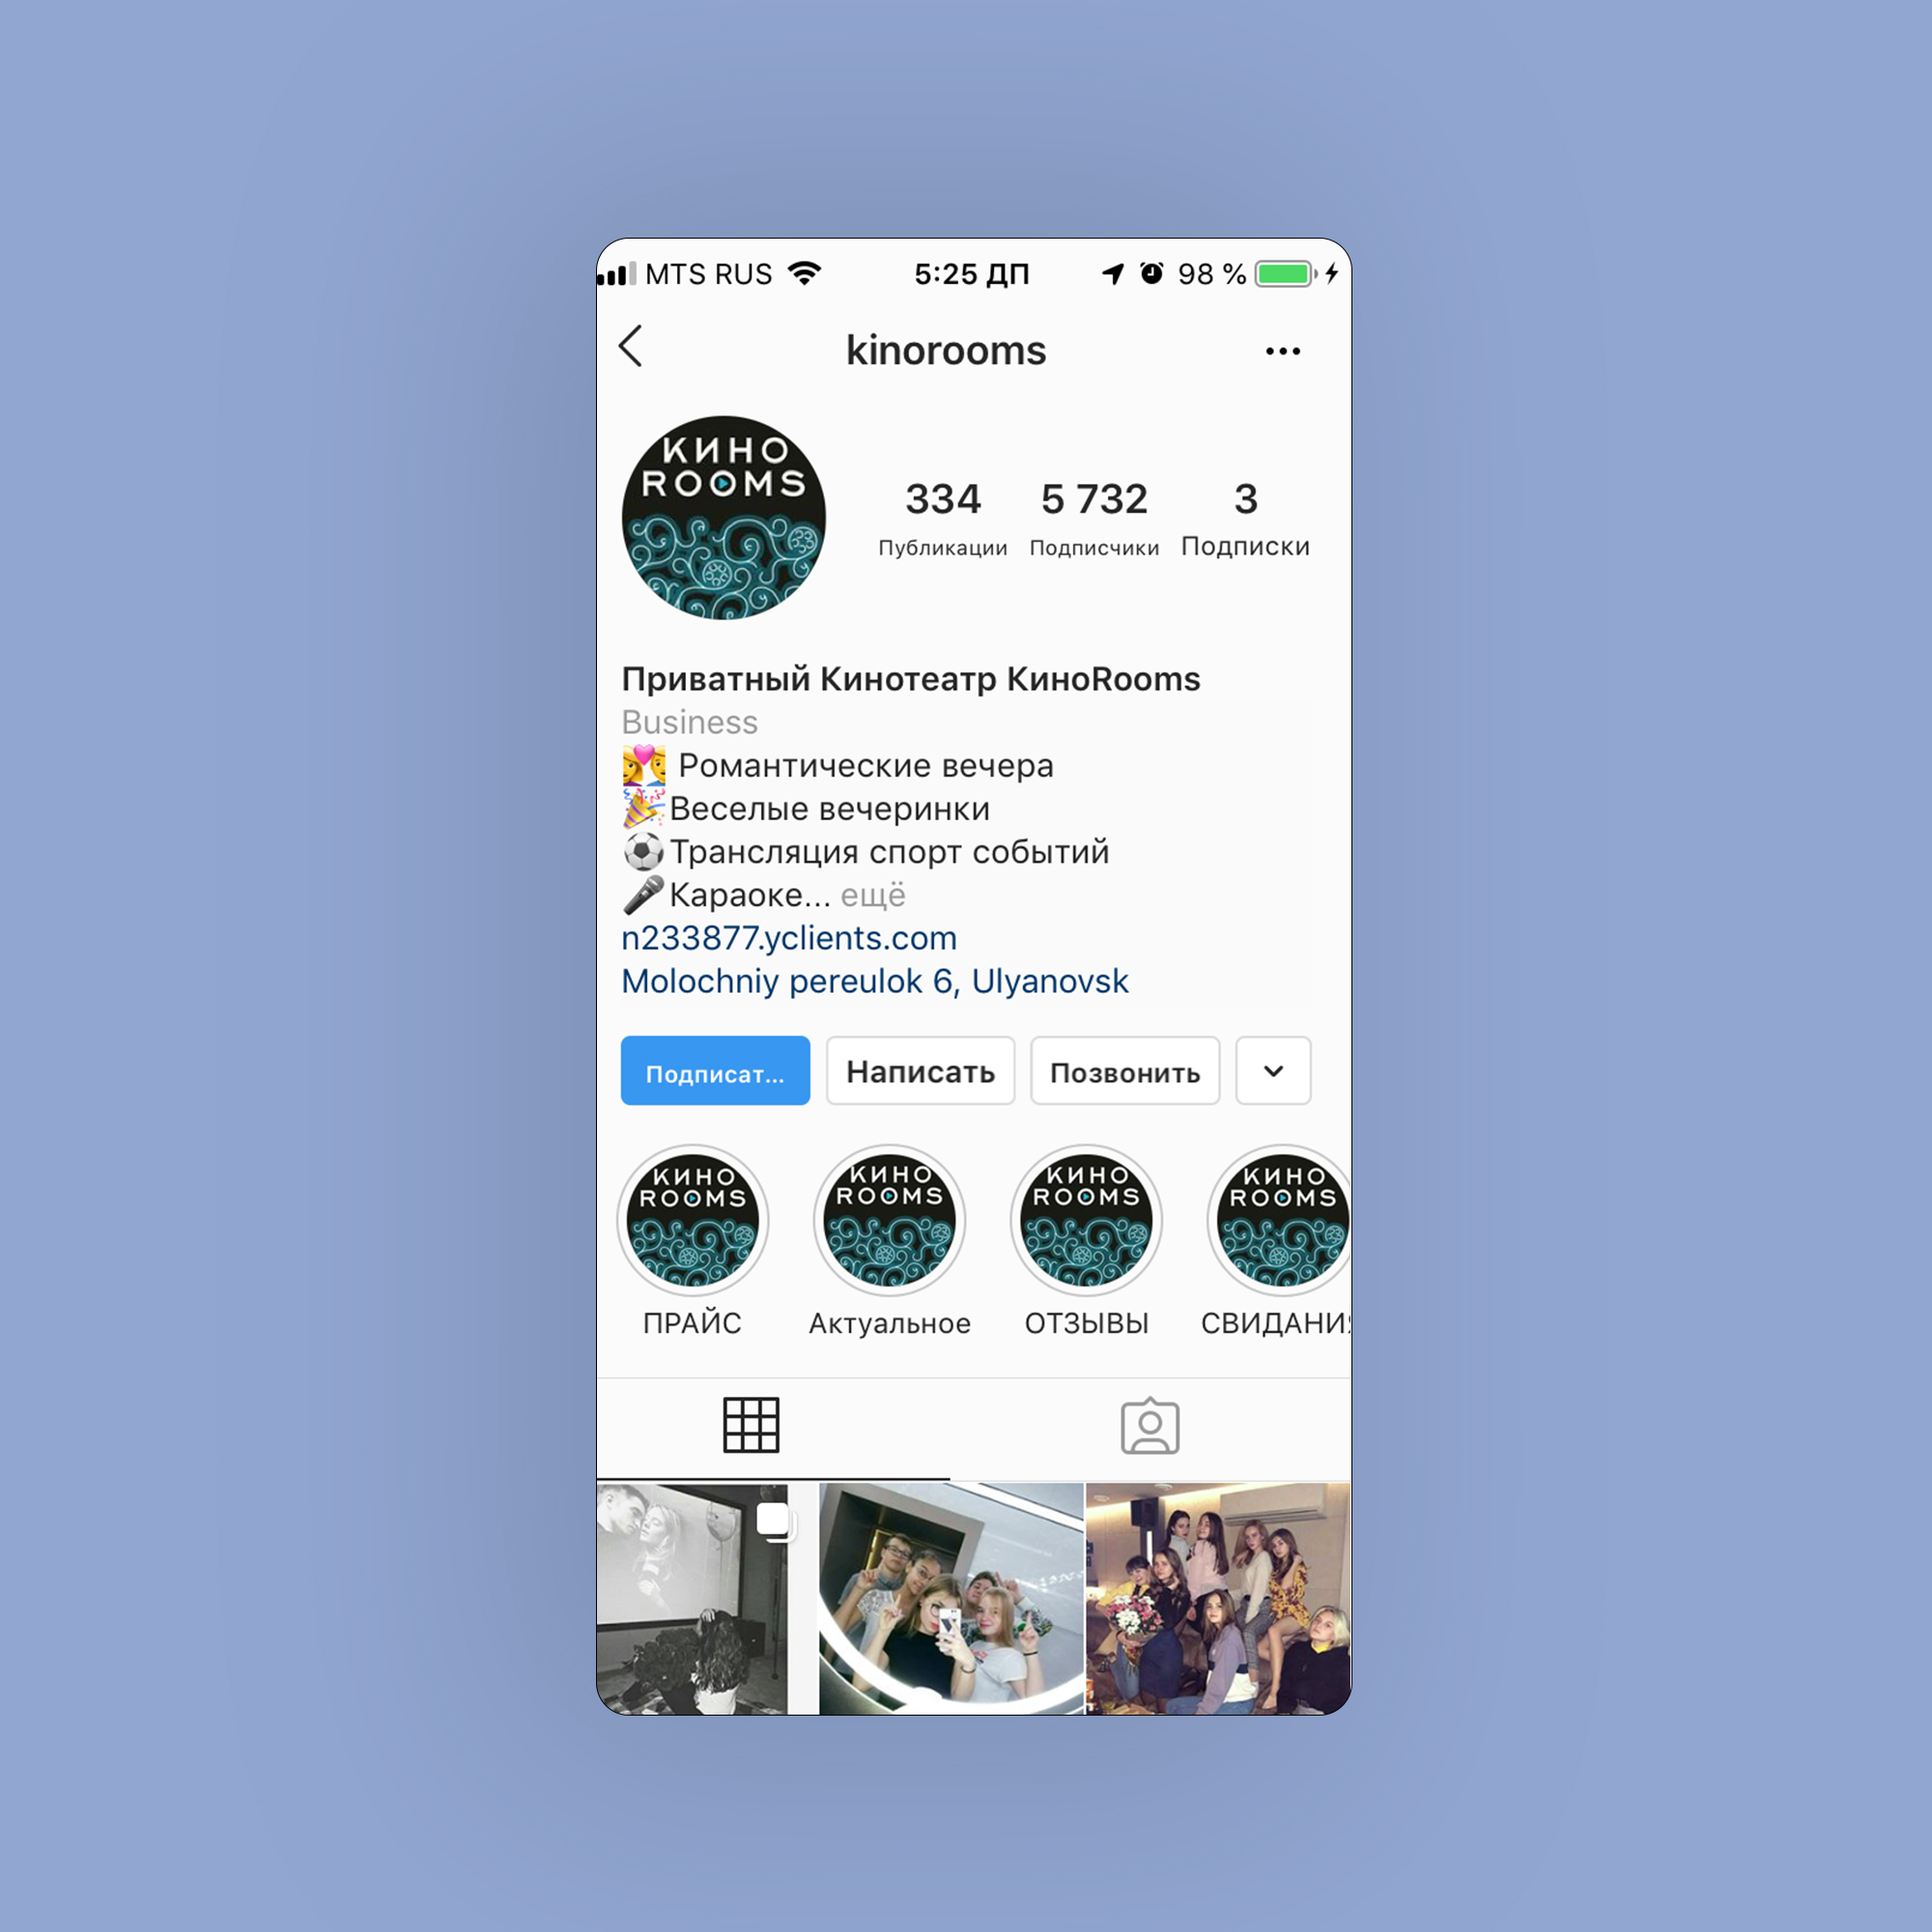 MTS RUS 5:25 ДП 98 %
kinorooms
КИНО
ROOMS
334 5 732 3
Публикации Подписчики Подписки
Приватный Кинотеатр КиноRooms
Business
Романтические вечера
Веселые вечеринки
Трансляция спорт событий
Караоке... ещё
n233877.yclients.com
Molochniy pereulok 6, Ulyanovsk
Подписат... Написать Позвонить
КИНО КИНО КИНО КИНО
ROOMS ROOMS ROOMS ROOMS
ПРАЙС Актуальное ОТЗЫВЫ СВИДАНИЯ